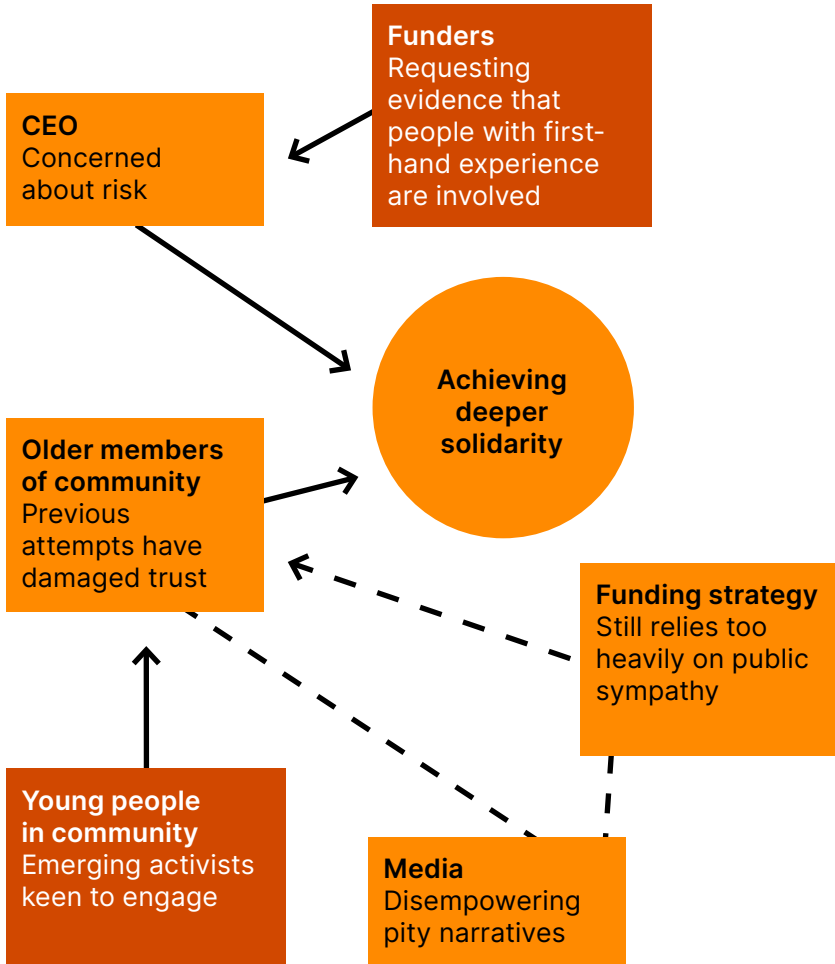 Funders
Requesting
evidence that
people with first-
hand experience
are involved
CEO
Concerned
about risk
Achieving
deeper
solidarity
Older members
of community
Previous
attempts have
damaged trust
Funding strategy
Still relies too
heavily on public
sympathy
Young people
in community
Emerging activists
keen to engage
Media
Disempowering
pity narratives